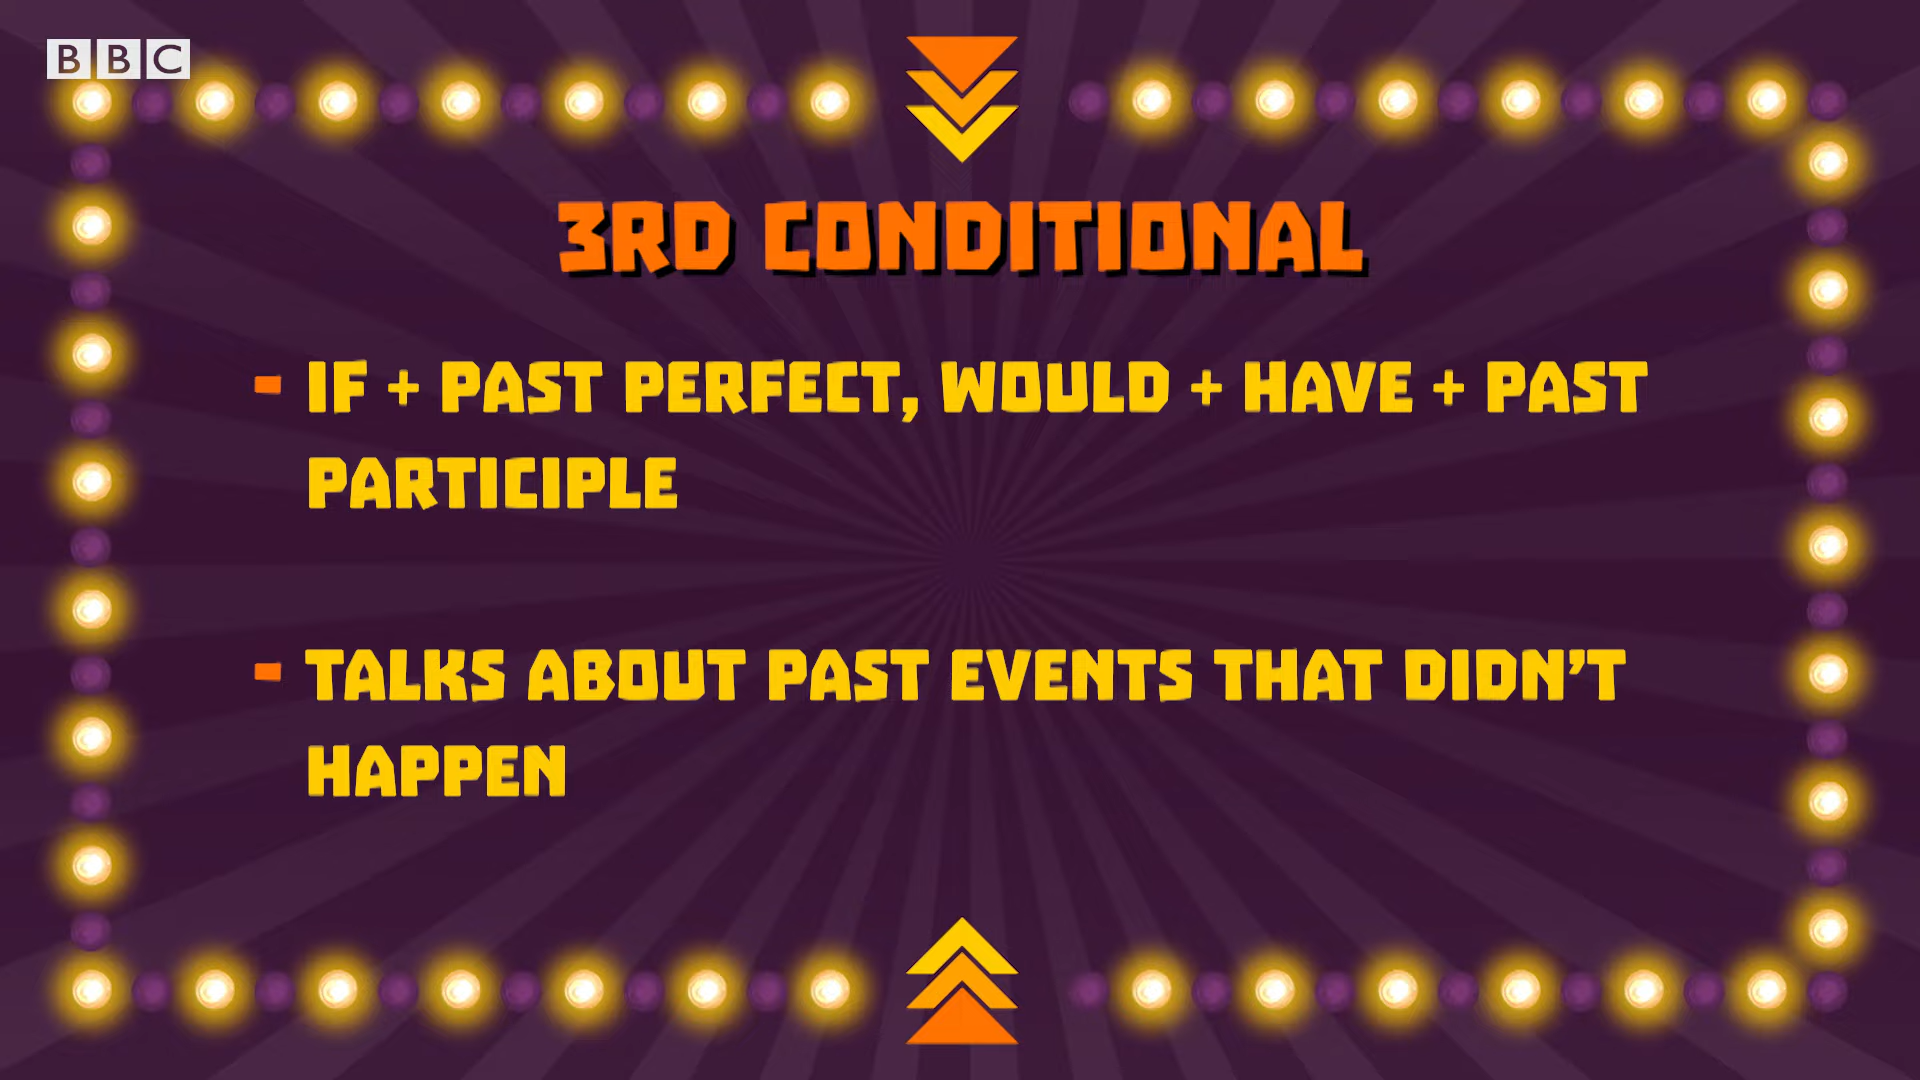 BBC
3RD CONDITIONAL
- IF + PAST PERFECT, WOULD + HAVE + PAST
PARTICIPLE
- TALKS ABOUT PAST EVENTS THAT DIDN'T
HAPPEN